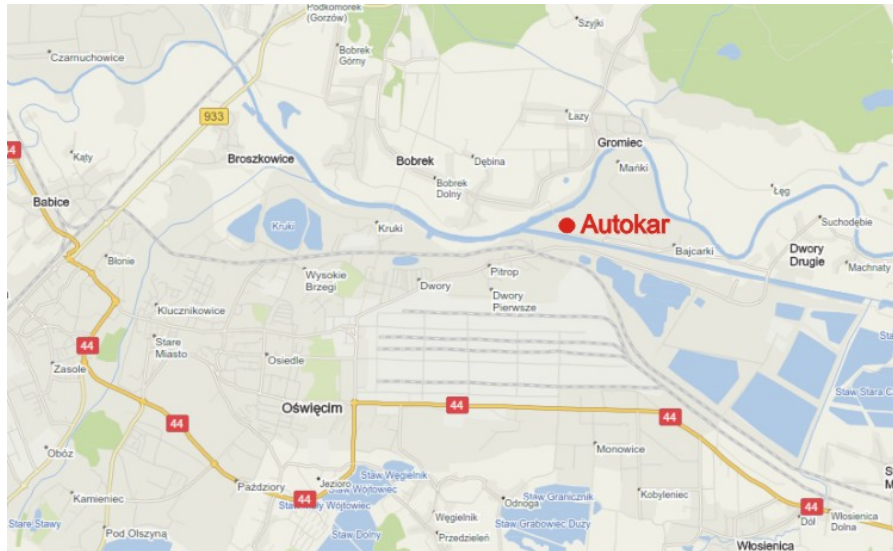 Podkomorek
(Gorzów)
Szyjki
Bobrek
Górny
Czarnuchowice
933
Łazy
Gromiec
44
Kąty
Broszkowice
Bobrek
Dębina
Mańki
Bobrek
Dolny
Łęg
Babice
Kruki
Kruki
Autokar
Suchodębie
Bajcarki
Dwory
Drugie
Machnaty
Błonie
Wysokie
Brzegi
Pitrop
Dwory
Dwory
Pierwsze
Klucznikowice
44
Stare
Miasto
Osiedle
Zasole
Staw Stara C
Oświęcim
44
44
44
Monowice
Obóz
Jezioro
Staw Węgielnik
Staw Wójtowiec
Staw Mały Wójtowiec
Paździory
44
Kamieniec
Kobyleniec
Staw Granicznik
Odnoga
Staw Grabowiec Duży
44
Stare Stawy
Pod Olszyną
Węgielnik
Przedzieleń
Staw Dolny
Dół
Włosienica
Dolna
Włosienica